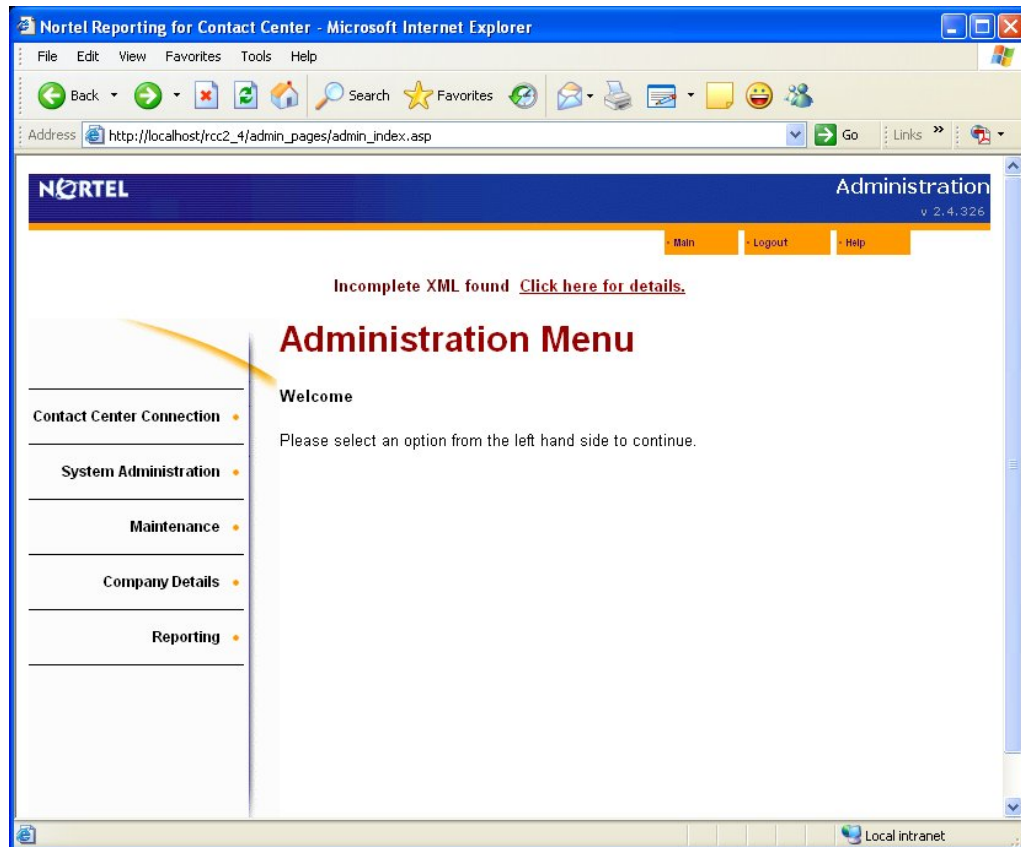 Nortel Reporting for Contact Center - Microsoft Internet Explorer
File Edit View Favorites Tools Help
Back Search Favorites
Address http://localhost/rcc2_4/admin_pages/admin_index.asp Go Links »
NORTEL Administration
v 2.4.326
Main Logout Help
Incomplete XML found Click here for details.
Administration Menu
Welcome
Please select an option from the left hand side to continue.
Contact Center Connection
System Administration
Maintenance
Company Details
Reporting
Local intranet